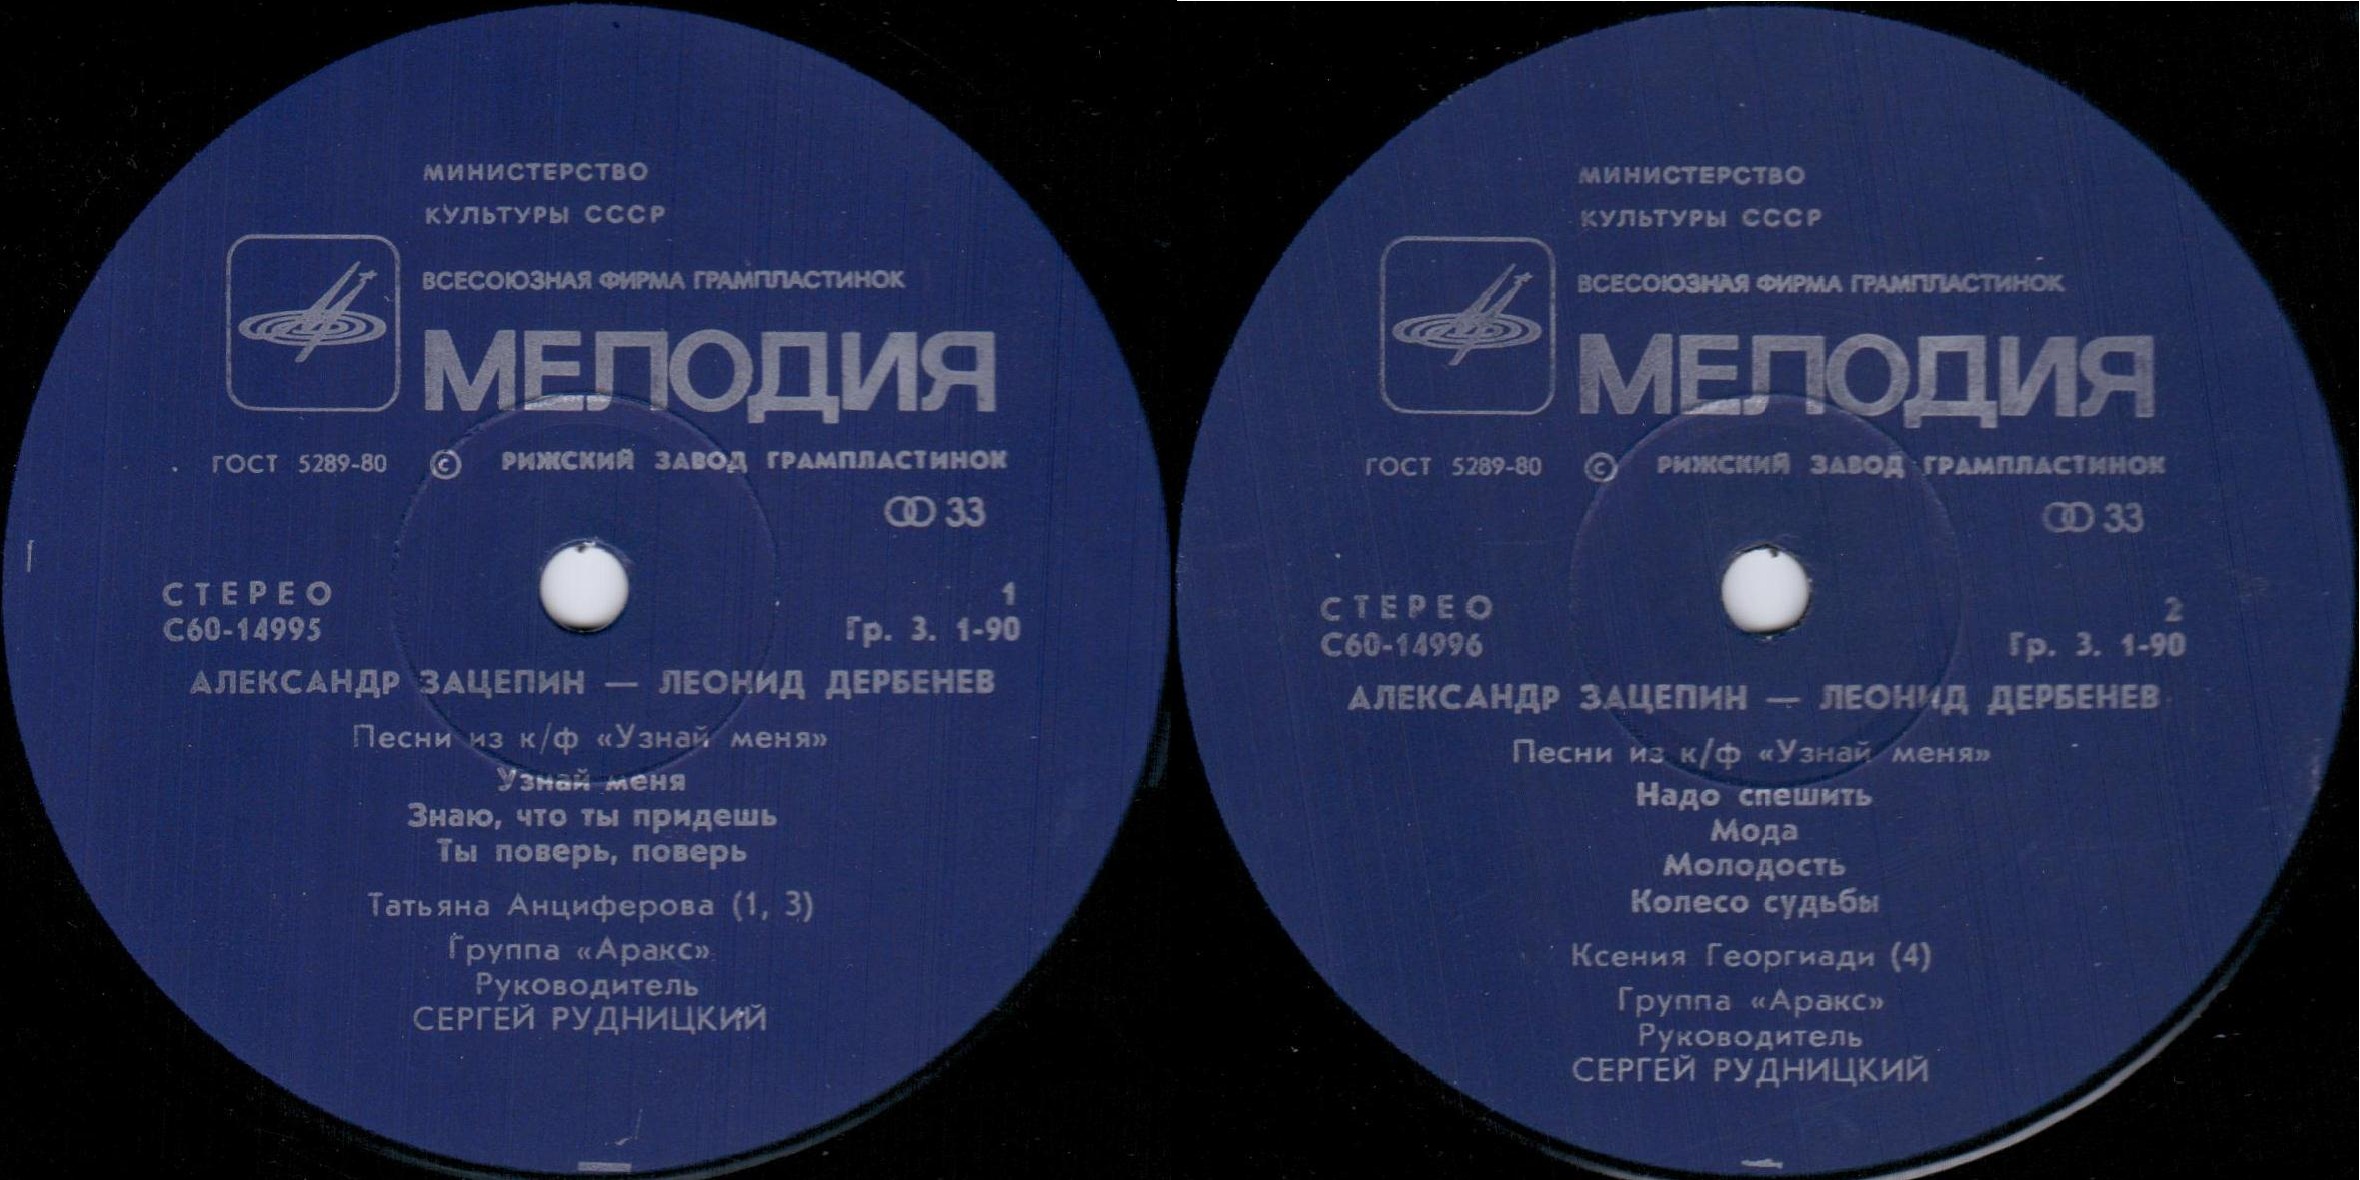 МИНИСТЕРСТВО
КУЛЬТУРЫ СССР
ВСЕСОЮЗНАЯ ФИРМА ГРАМПЛАСТИНОК
МЕЛОДИЯ
ГОСТ 5289-80 © РИЖСКИЙ ЗАВОД ГРАМПЛАСТИНОК
33
СТЕРЕО 1
С60-14995 Гр. 3. 1-90
АЛЕКСАНДР ЗАЦЕПИН — ЛЕОНИД ДЕРБЕНЕВ
Песни из к/ф «Узнай меня»
Узнай меня
Знаю, что ты придешь
Ты поверь, поверь
Татьяна Анциферова (1, 3)
Группа «Аракс»
Руководитель
СЕРГЕЙ РУДНИЦКИЙ
МИНИСТЕРСТВО
КУЛЬТУРЫ СССР
ВСЕСОЮЗНАЯ ФИРМА ГРАМПЛАСТИНОК
МЕЛОДИЯ
ГОСТ 5289-80 © РИЖСКИЙ ЗАВОД ГРАМПЛАСТИНОК
33
СТЕРЕО 2
С60-14996 Гр. 3. 1-90
АЛЕКСАНДР ЗАЦЕПИН — ЛЕОНИД ДЕРБЕНЕВ
Песни из к/ф «Узнай меня»
Надо спешить
Мода
Молодость
Колесо судьбы
Ксения Георгиади (4)
Группа «Аракс»
Руководитель
СЕРГЕЙ РУДНИЦКИЙ